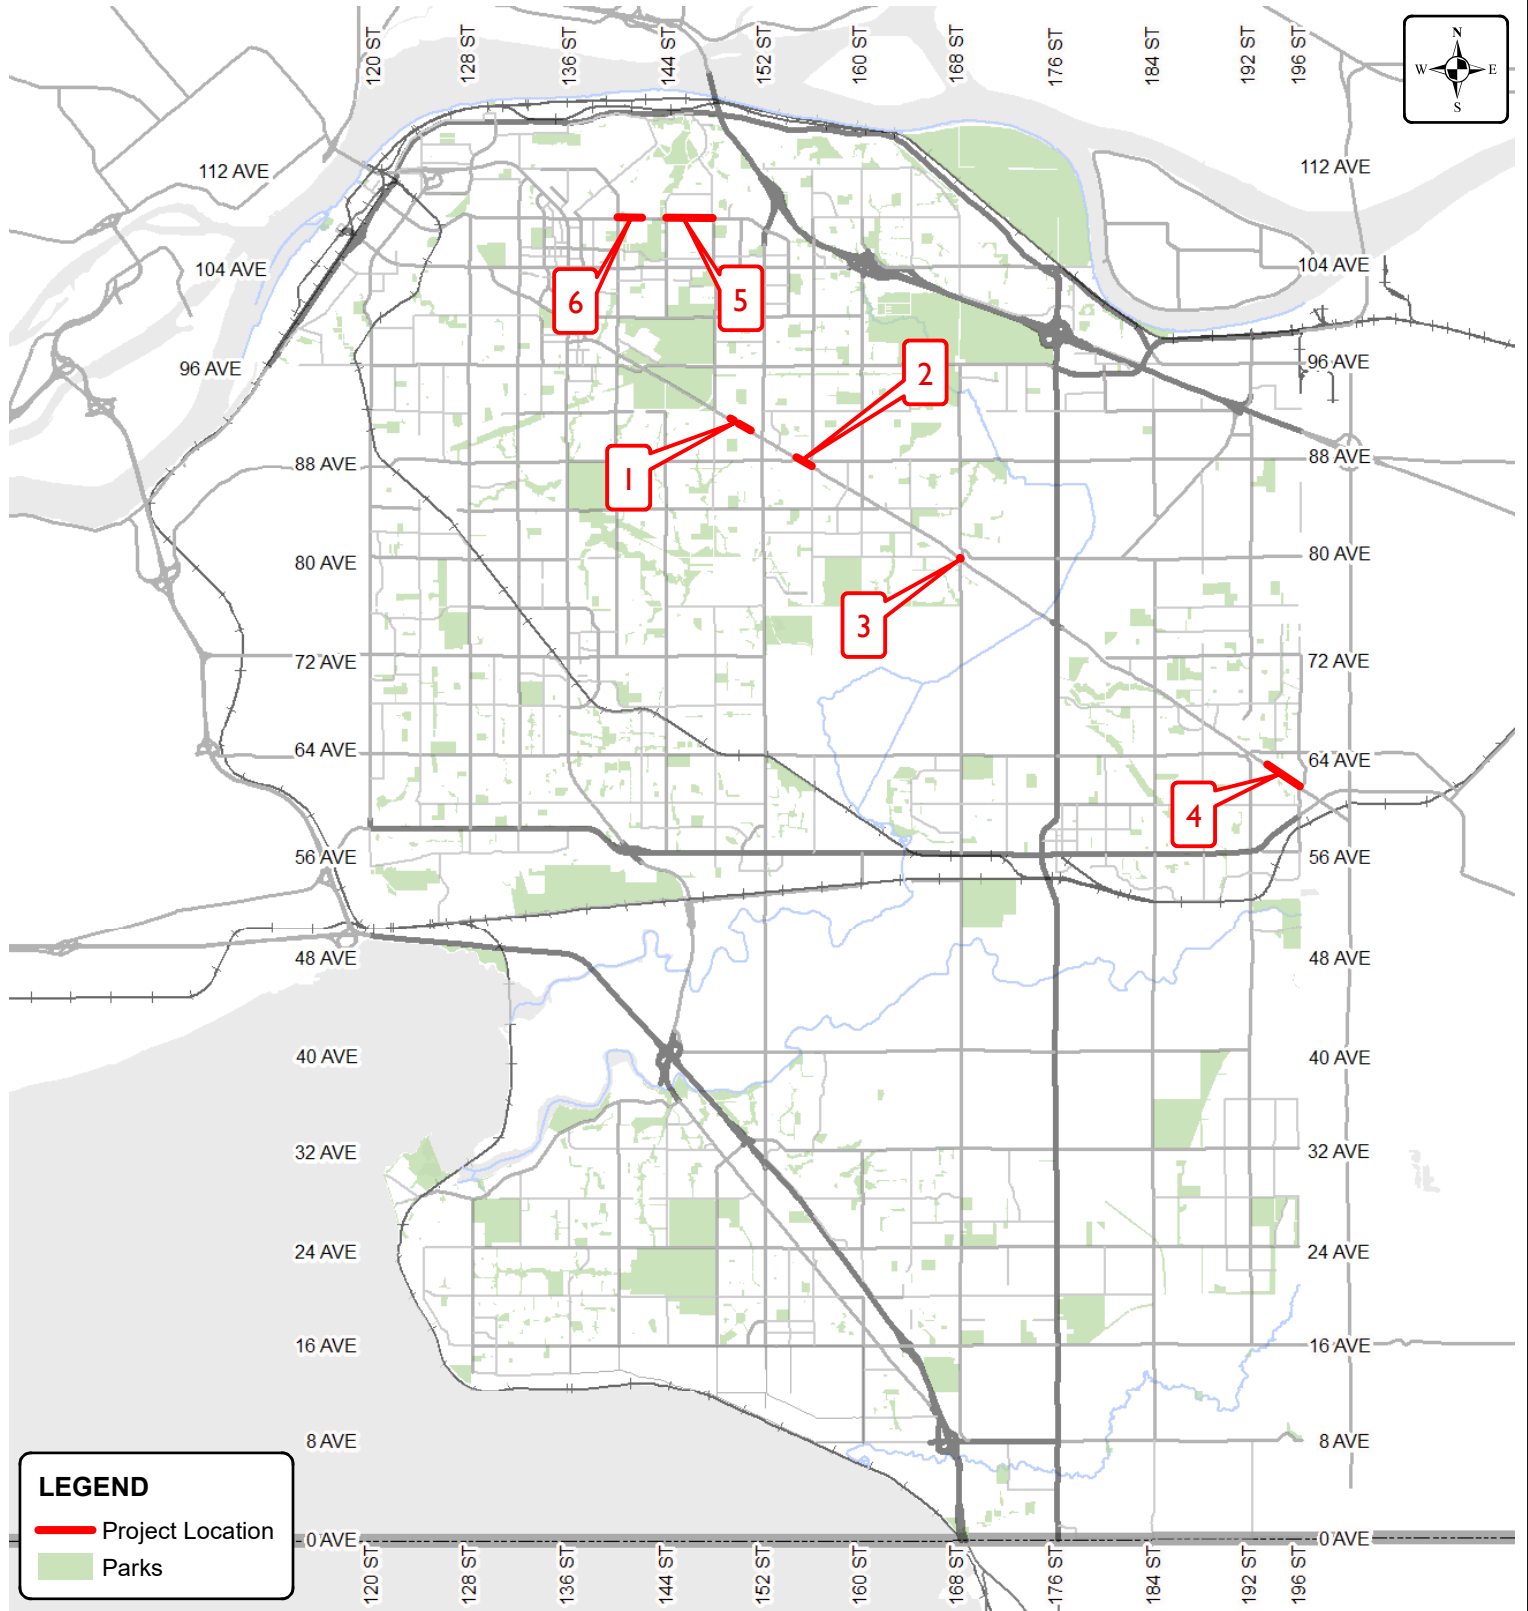 120 ST
128 ST
136 ST
144 ST
152 ST
160 ST
168 ST
176 ST
184 ST
192 ST
196 ST
N
W E
S
112 AVE 112 AVE
104 AVE 104 AVE
6 5
96 AVE 96 AVE
2
1
88 AVE 88 AVE
80 AVE 80 AVE
3
72 AVE 72 AVE
64 AVE 64 AVE
4
56 AVE 56 AVE
48 AVE 48 AVE
40 AVE 40 AVE
32 AVE 32 AVE
24 AVE 24 AVE
16 AVE 16 AVE
8 AVE 8 AVE
LEGEND
Project Location
Parks
0 AVE 0 AVE
120 ST
128 ST
136 ST
144 ST
152 ST
160 ST
168 ST
176 ST
184 ST
192 ST
196 ST